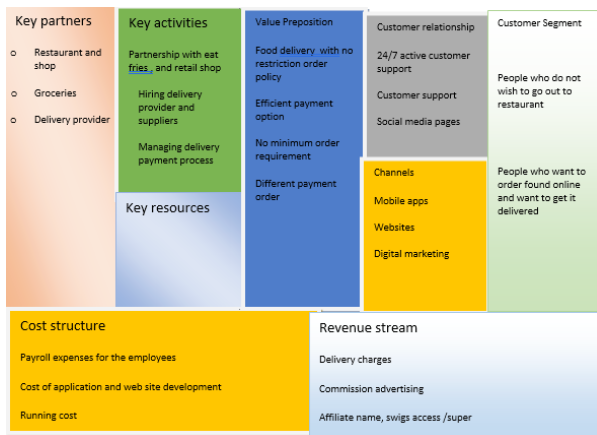 Key partners
o Restaurant and
shop
o Groceries
o Delivery provider
Key activities
Partnership with eat
fries , and retail shop
Hiring delivery
provider and
suppliers
Managing delivery
payment process
Key resources
Value Preposition
Food delivery with no
restriction order
policy
Efficient payment
option
No minimum order
requirement
Different payment
order
Customer relationship
24/7 active customer
support
Customer support
Social media pages
Channels
Mobile apps
Websites
Digital marketing
Customer Segment
People who do not
wish to go out to
restaurant
People who want to
order found online
and want to get it
delivered
Cost structure
Payroll expenses for the employees
Cost of application and web site development
Running cost
Revenue stream
Delivery charges
Commission advertising
Affiliate name, swigs access /super